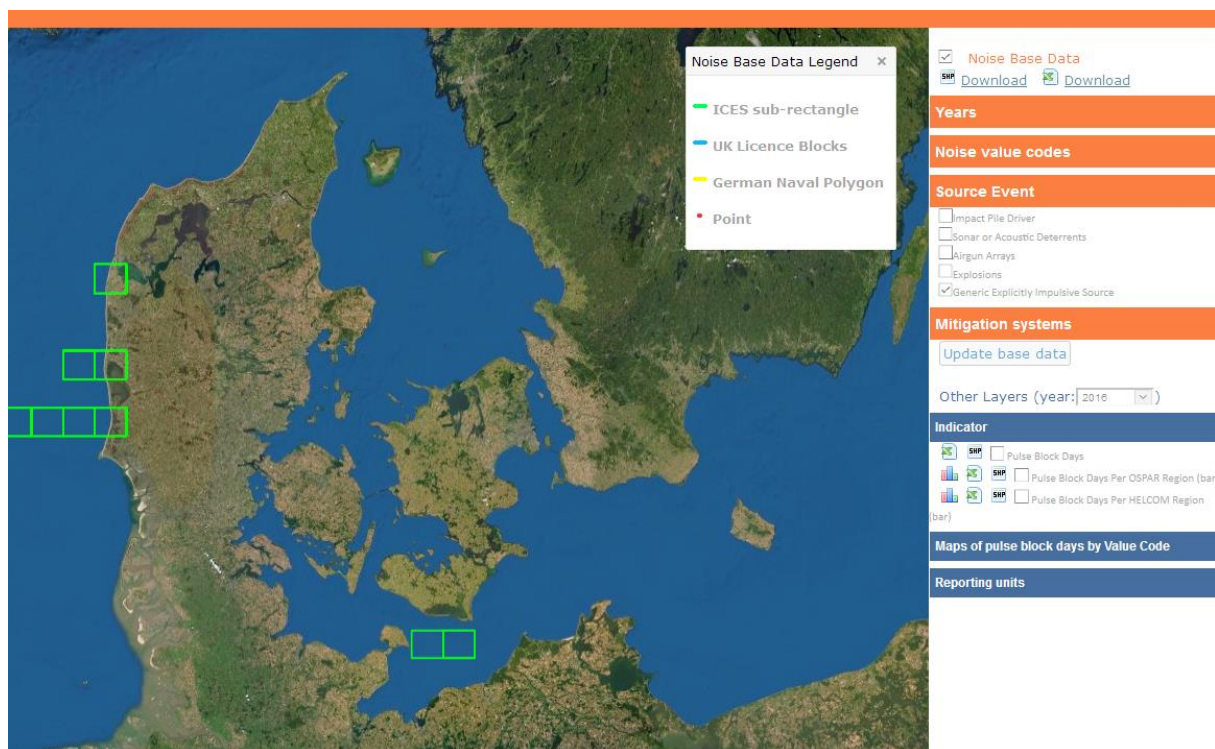 Noise Base Data Legend ×
ICES sub-rectangle
UK Licence Blocks
German Naval Polygon
Point
Noise Base Data
SHP Download Download
Years
Noise value codes
Source Event
Impact Pile Driver
Sonar or Acoustic Deterrents
Airgun Arrays
Explosions
Generic Explicitly Impulsive Source
Mitigation systems
Update base data
Other Layers (year: 2016 )
Indicator
SHP Pulse Block Days
SHP Pulse Block Days Per OSPAR Region (bar
SHP Pulse Block Days Per HELCOM Region
(bar)
Maps of pulse block days by Value Code
Reporting units